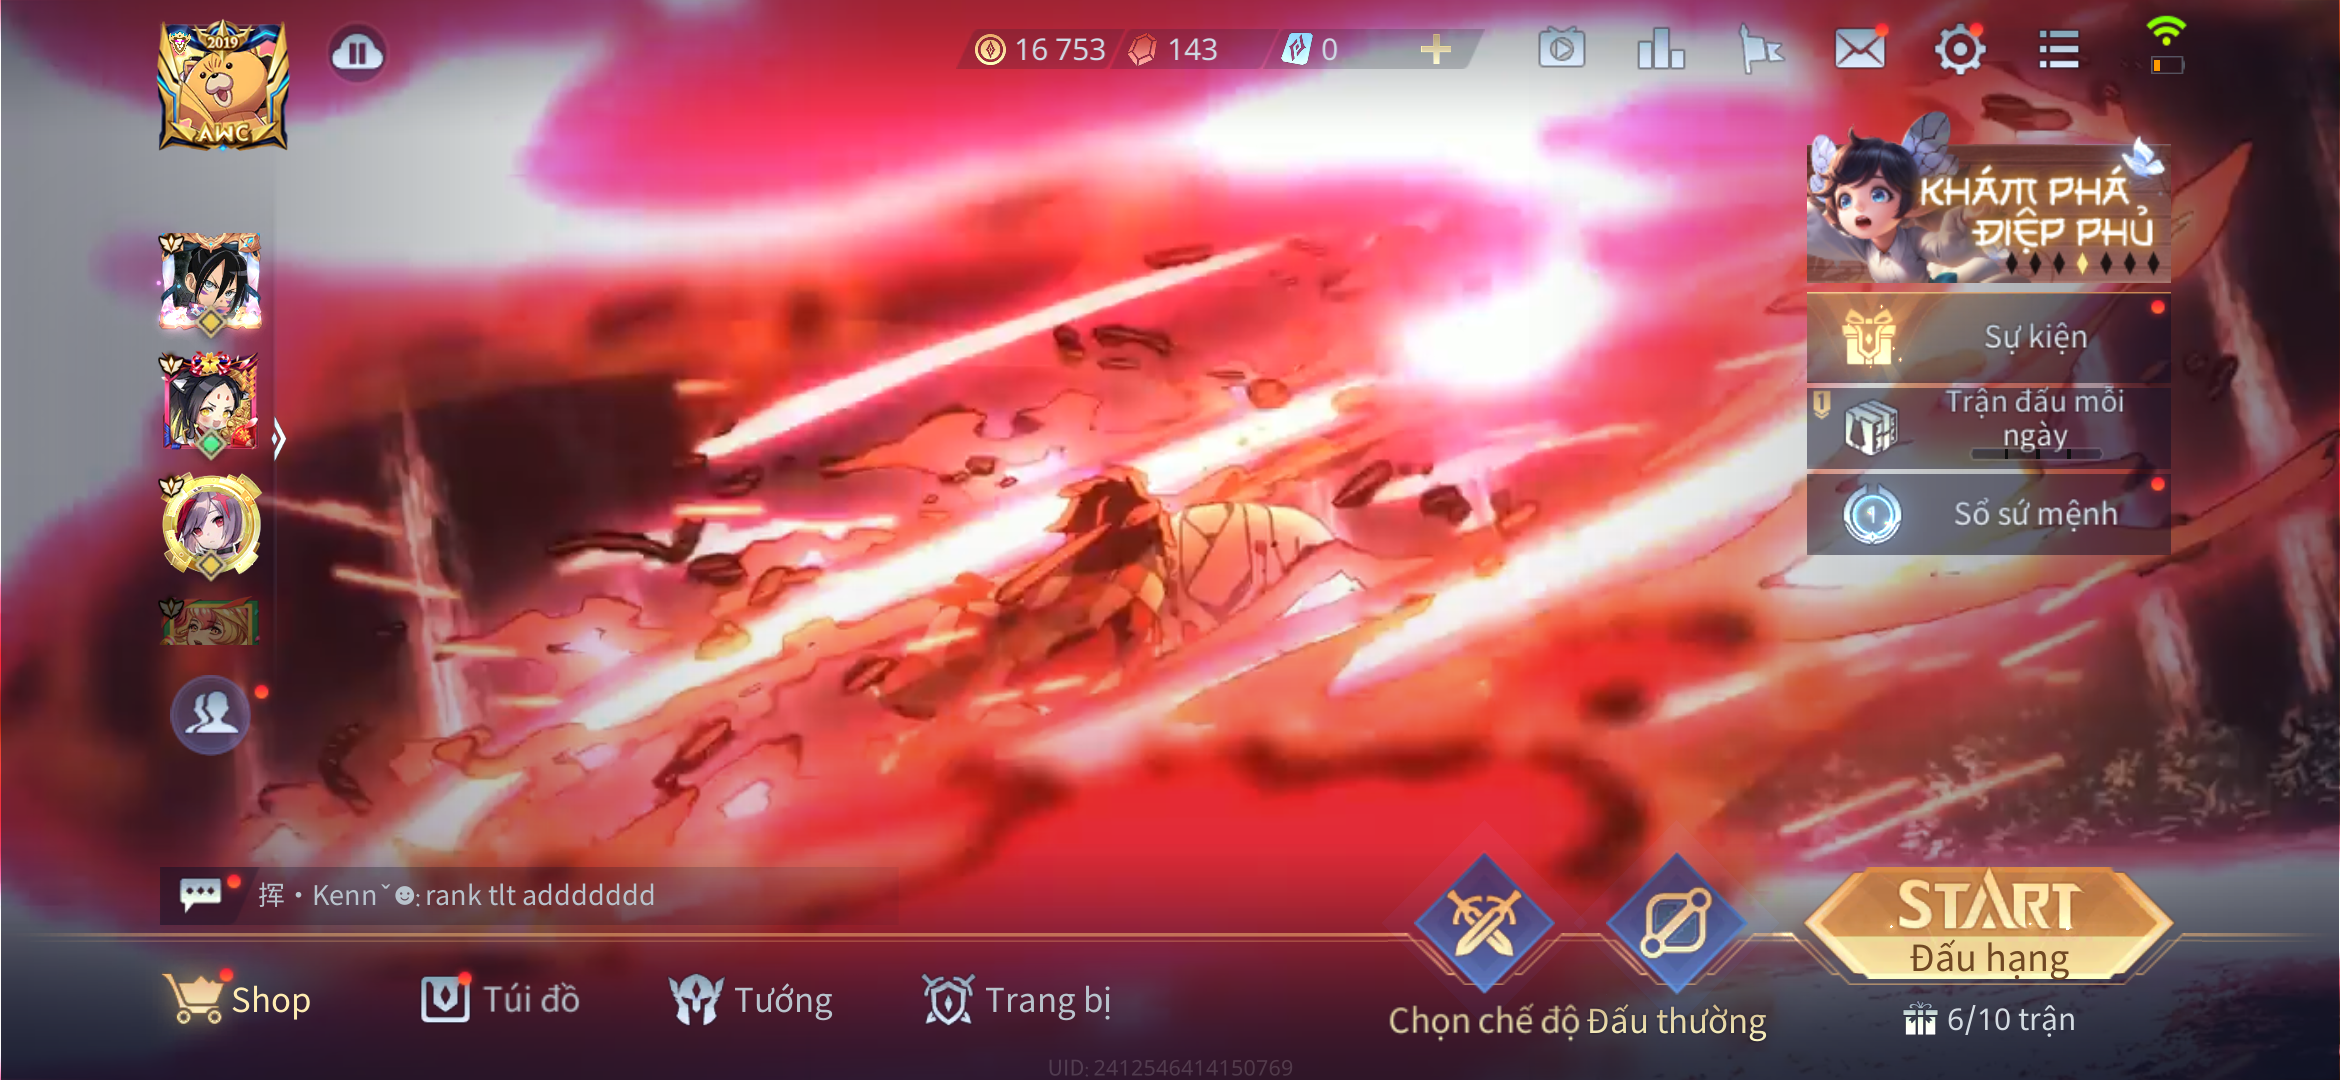 2019
AWC
16 753
143
0
KHÁM PHÁ
ĐIỆP PHỦ
Sự kiện
1
Trận đấu mỗi
ngày
Sổ sứ mệnh
挥・Kennˇ☻: rank tlt addddddd
START
Đấu hạng
Shop
Túi đồ
Tướng
Trang bị
Chọn chế độ
Đấu thường
6/10 trận
UID: 2412546414150769